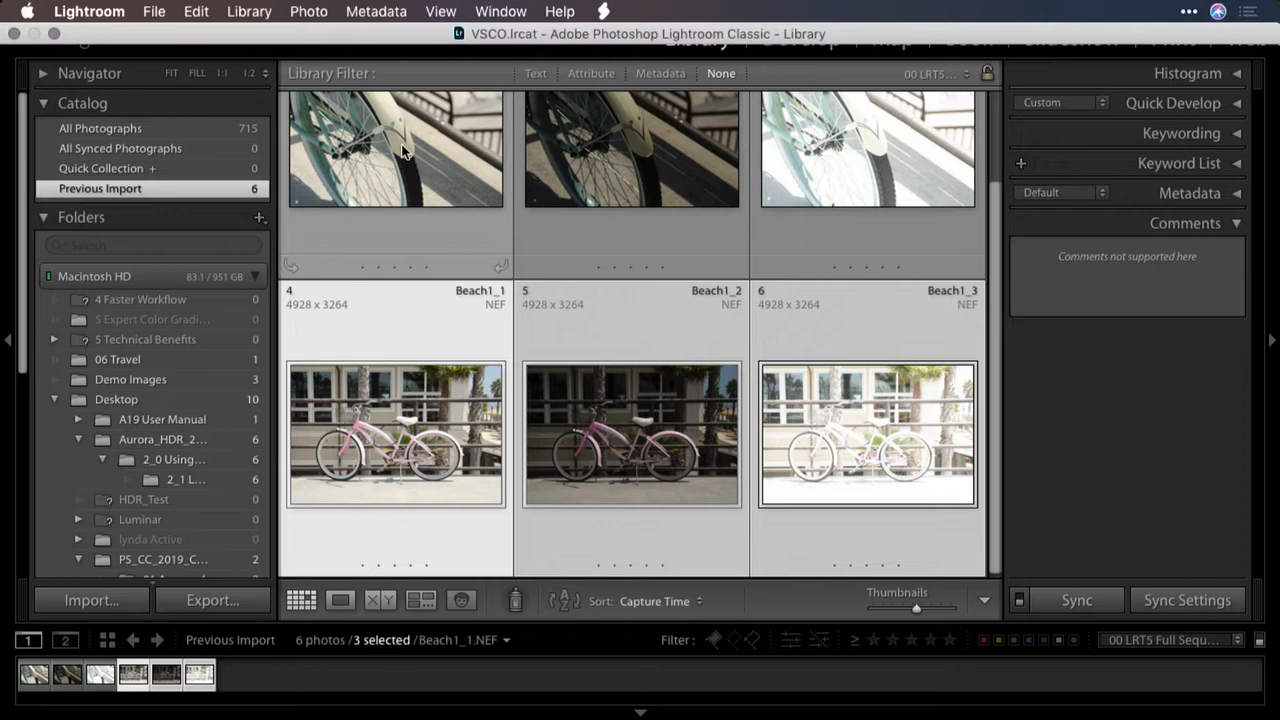 Lightroom File Edit Library Photo Metadata View Window Help
VSCO.lrcat - Adobe Photoshop Lightroom Classic - Library
Navigator FIT FILL 1:1 1:2
Library Filter : Text Attribute Metadata None 00 LRT5...
Histogram
Catalog
Custom Quick Develop
All Photographs 715
Keywording
All Synced Photographs 0
Quick Collection + 0
Keyword List
Previous Import 6
Default Metadata
Folders
Comments
Search
Comments not supported here
Macintosh HD 83.1 / 951 GB
4 Faster Workflow 0
5 Expert Color Gradi... 0
5 Technical Benefits 0
06 Travel 1
Demo Images 3
Desktop 10
A19 User Manual 1
Aurora_HDR_2... 6
2_0 Using... 6
2_1 L... 6
HDR_Test 0
Luminar 0
lynda Active 0
PS_CC_2019_C... 2
4 Beach1_1
4928 x 3264 NEF
5 Beach1_2
4928 x 3264 NEF
6 Beach1_3
4928 x 3264 NEF
Import... Export...
Sort: Capture Time
Thumbnails
Sync Sync Settings
1 2 Previous Import 6 photos / 3 selected / Beach1_1.NEF Filter : 00 LRT5 Full Sequ...